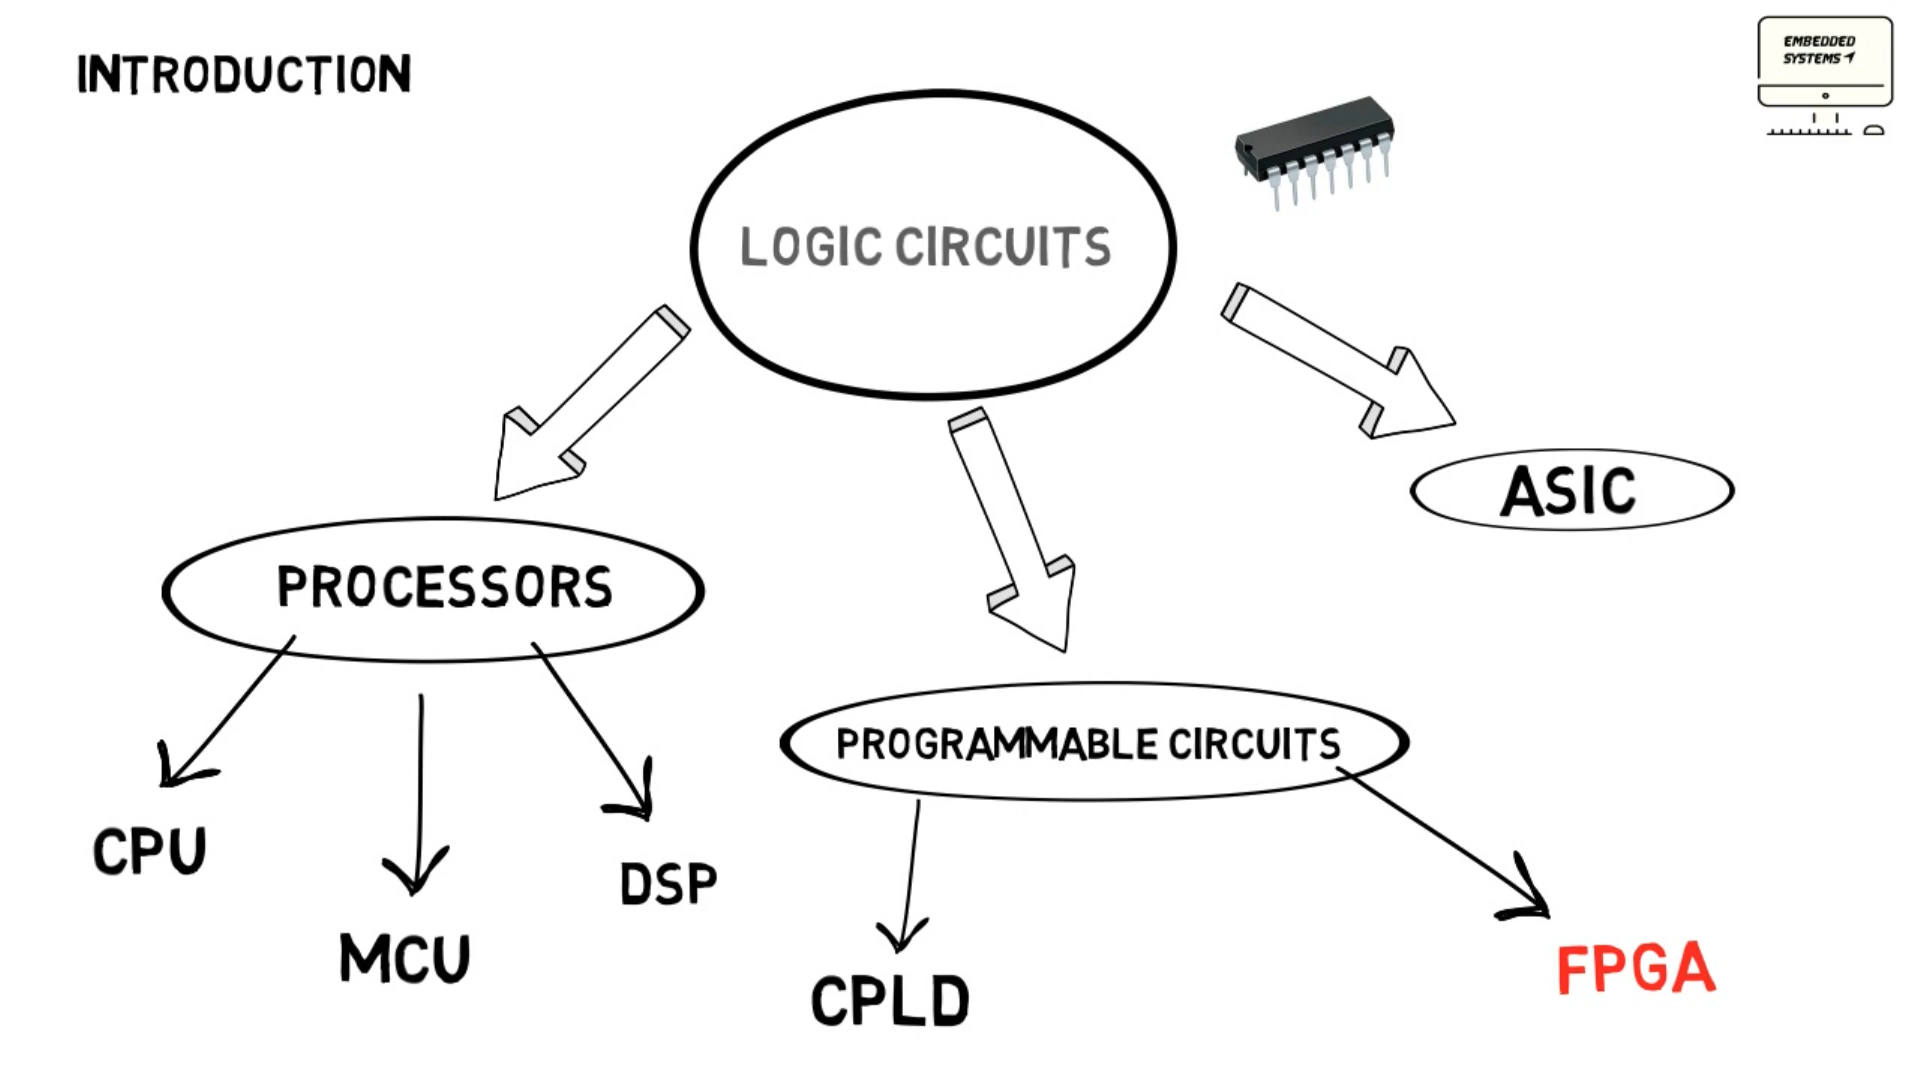 INTRODUCTION
EMBEDDED
SYSTEMS
LOGIC CIRCUITS
ASIC
PROCESSORS
PROGRAMMABLE CIRCUITS
CPU
DSP
MCU
CPLD
FPGA